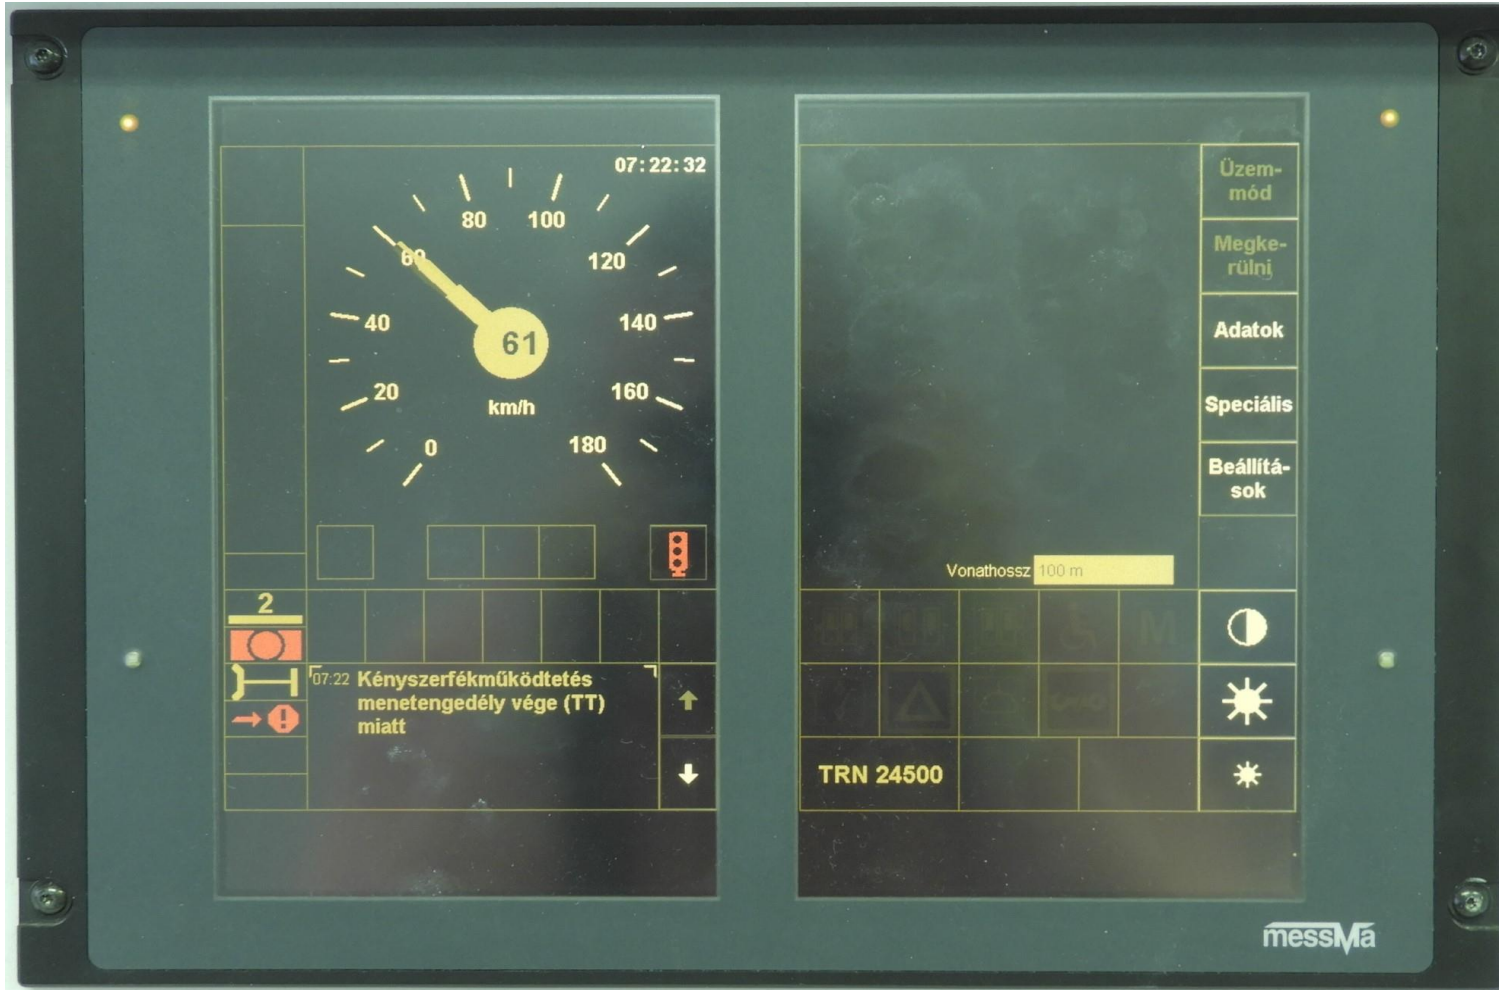 07:22:32
80
100
60
120
40
140
61
20
160
km/h
0
180
2
07:22 Kényszerfékműködtetés
menetengedély vége (TT)
miatt
Üzem-
mód
Megke-
rülni
Adatok
Speciális
Beállítá-
sok
Vonathossz 100 m
M
TRN 24500
messMa